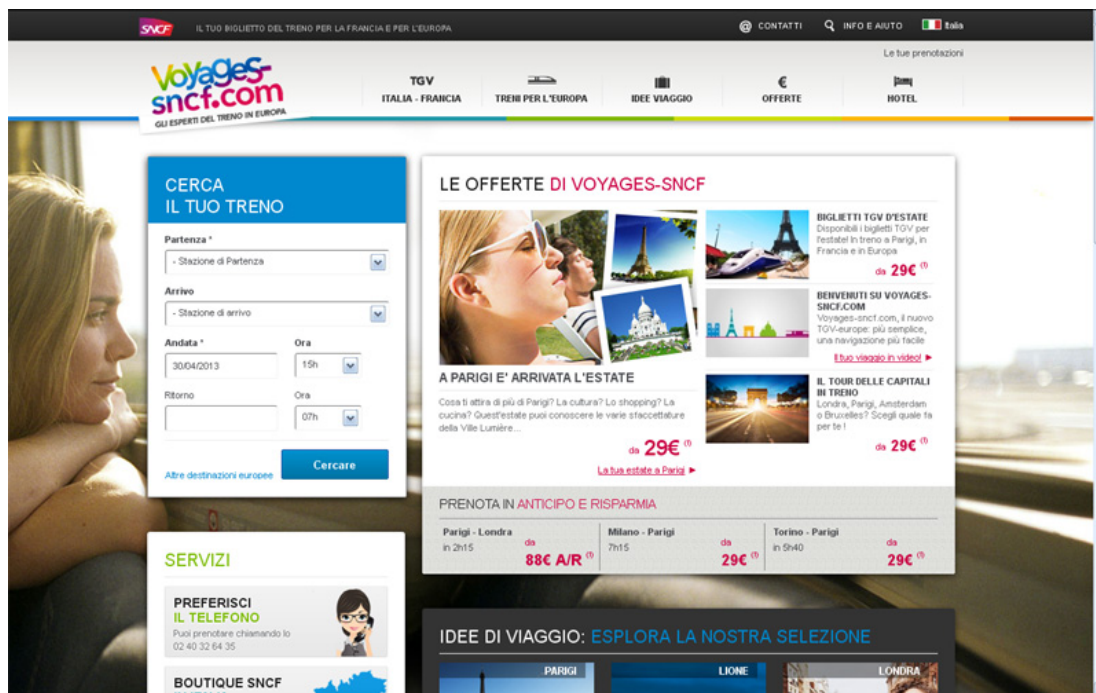 SNCF
IL TUO BIGLIETTO DEL TRENO PER LA FRANCIA E PER L'EUROPA
CONTATTI
INFO E AIUTO
Italia
Le tue prenotazioni
Voyages-
sncf.com
GLI ESPERTI DEL TRENO IN EUROPA
TGV
ITALIA - FRANCIA
TRENI PER L'EUROPA
IDEE VIAGGIO
€
OFFERTE
HOTEL
CERCA
IL TUO TRENO
Partenza *
- Stazione di Partenza
Arrivo
- Stazione di arrivo
Andata *
Ora
30/04/2013
15h
Ritorno
Ora
07h
Altre destinazioni europee
Cercare
SERVIZI
PREFERISCI
IL TELEFONO
Puoi prenotare chiamando lo
02 40 32 64 35
BOUTIQUE SNCF
LE OFFERTE DI VOYAGES-SNCF
A PARIGI E' ARRIVATA L'ESTATE
Cosa ti attira di più di Parigi? La cultura? Lo shopping? La
cucina? Quest'estate puoi conoscere le varie sfaccettature
della Ville Lumière...
da 29€ (1)
La tua estate a Parigi ►
BIGLIETTI TGV D'ESTATE
Disponibili i biglietti TGV per
l'estate! In treno a Parigi, in
Francia e in Europa
da 29€ (1)
BENVENUTI SU VOYAGES-
SNCF.COM
Voyages-sncf.com, il nuovo
TGV-europe: più semplice,
una navigazione più facile
Il tuo viaggio in video! ►
IL TOUR DELLE CAPITALI
IN TRENO
Londra, Parigi, Amsterdam
o Bruxelles? Scegli quale fa
per te !
da 29€ (1)
PRENOTA IN ANTICIPO E RISPARMIA
Parigi - Londra
in 2h15
da
88€ A/R (1)
Milano - Parigi
7h15
da
29€ (1)
Torino - Parigi
in 5h40
da
29€ (1)
IDEE DI VIAGGIO: ESPLORA LA NOSTRA SELEZIONE
PARIGI
LIONE
LONDRA